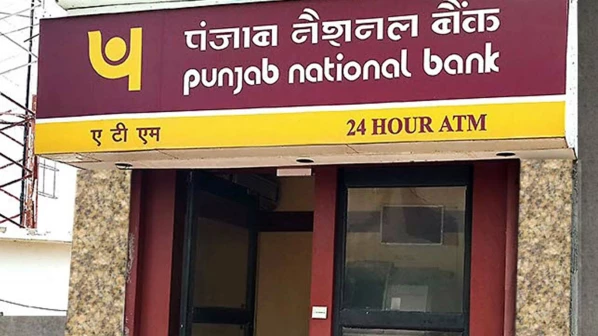 पंजाब नैशनल बैंक
punjab national bank
ए टी एम 24 HOUR ATM